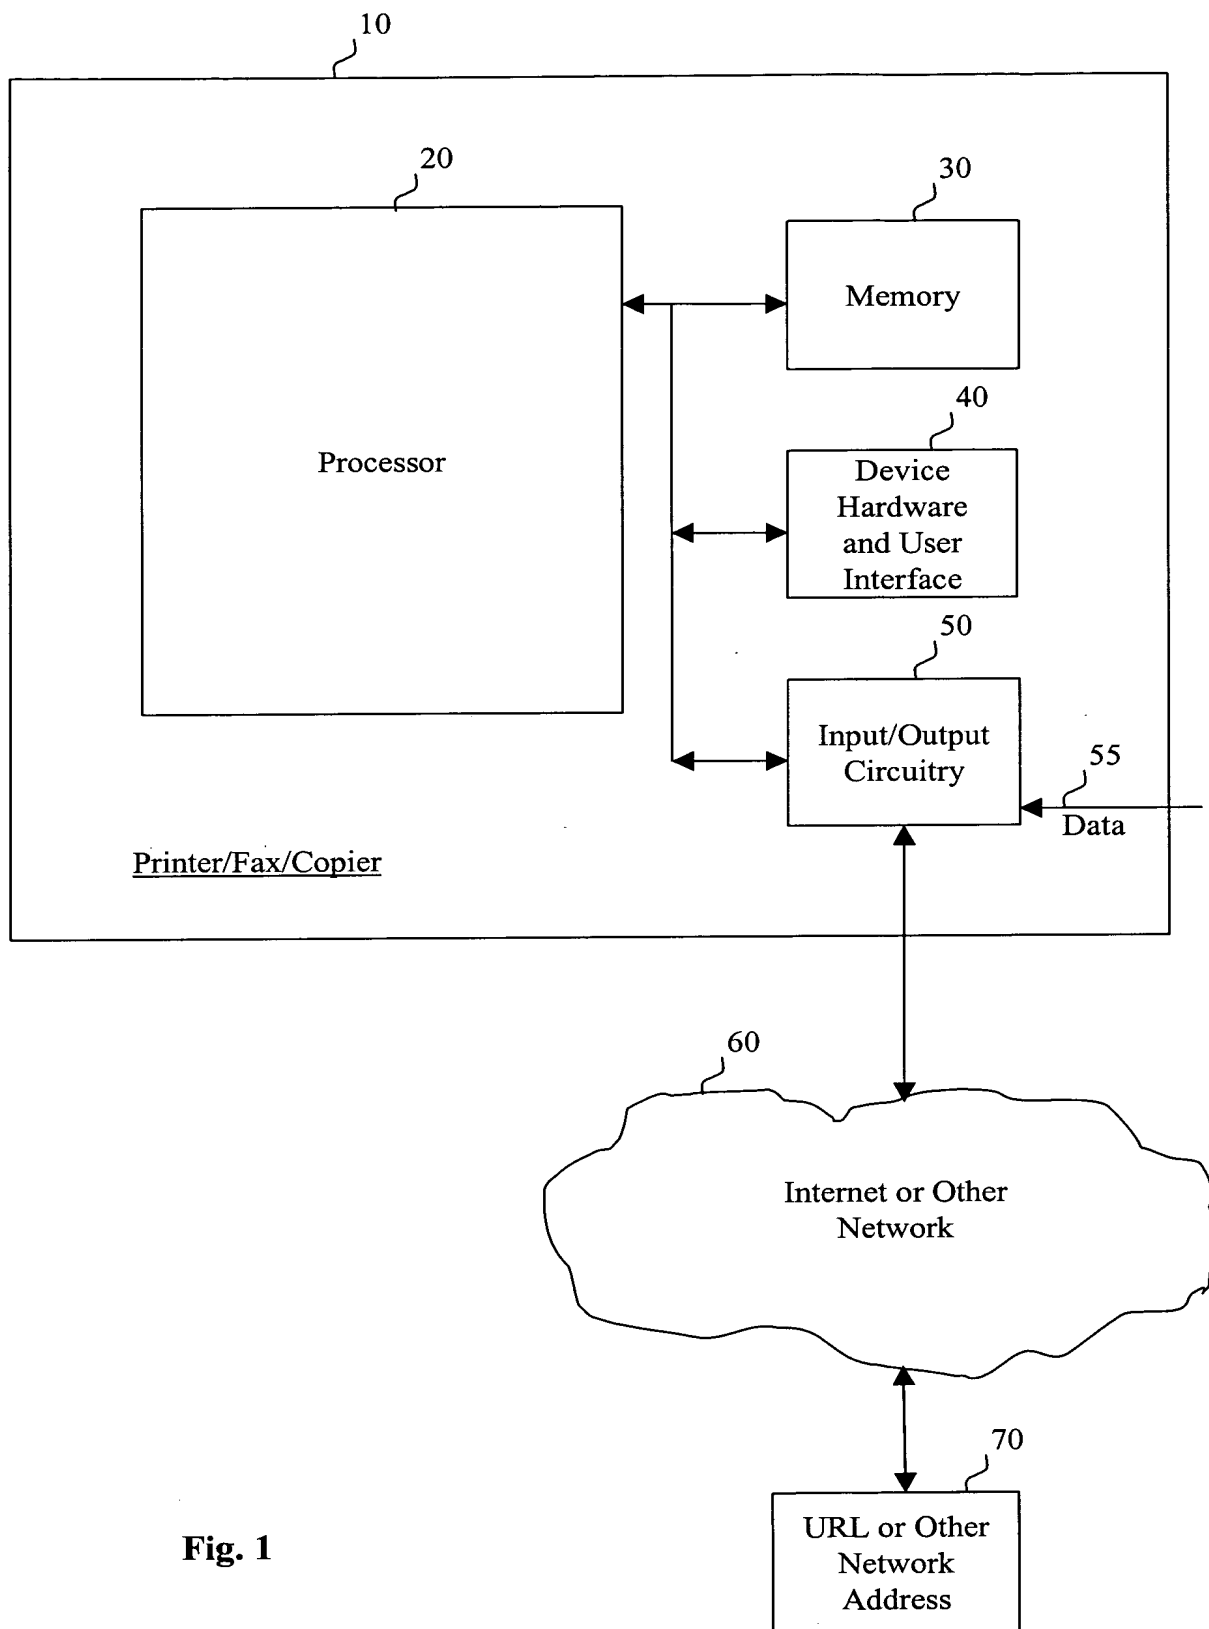 10
20
30
Memory
Processor
40
Device
Hardware
and User
Interface
50
Input/Output
Circuitry
55
Data
Printer/Fax/Copier
60
Internet or Other
Network
70
URL or Other
Network
Address
Fig. 1